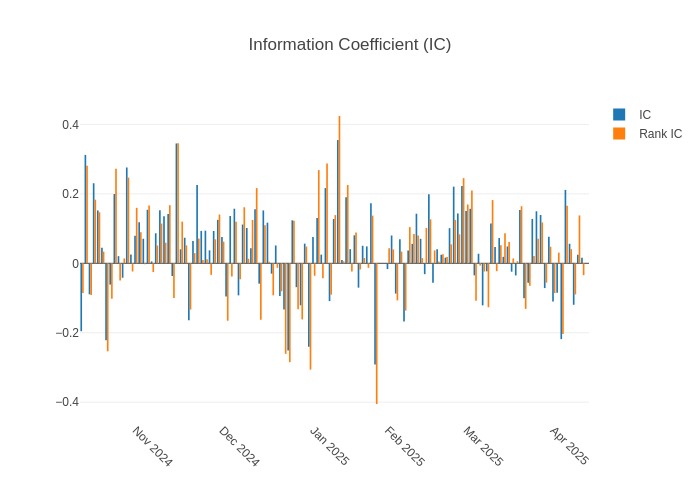 Information Coefficient (IC)
IC
Rank IC
0.4
0.2
0
−0.2
−0.4
Nov 2024
Dec 2024
Jan 2025
Feb 2025
Mar 2025
Apr 2025